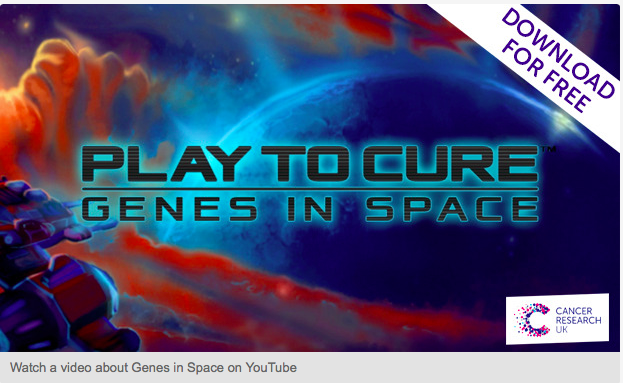 DOWNLOAD
FOR FREE
PLAY TO CURE™
GENES IN SPACE
CANCER
RESEARCH
UK
Watch a video about Genes in Space on YouTube